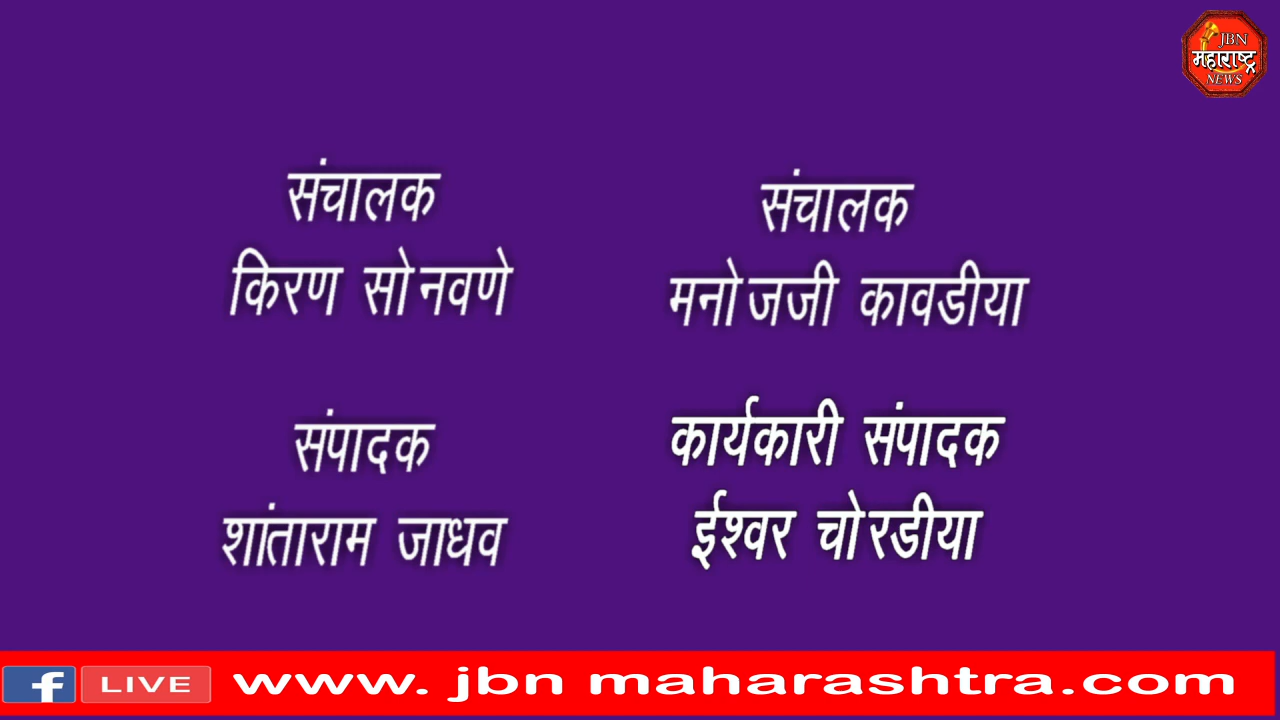 JBN
महाराष्ट्र
NEWS
संचालक
किरण सोनवणे
संचालक
मनोजजी कावडीया
संपादक
शांताराम जाधव
कार्यकारी संपादक
ईश्वर चोरडीया
f LIVE www. jbn maharashtra.com